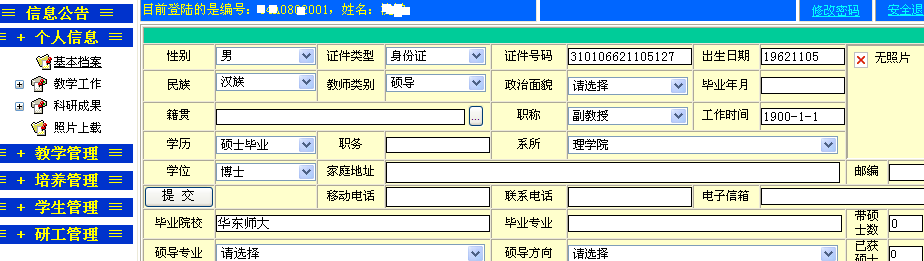 信息公告
目前登陆的是编号: 2001, 姓名:
修改密码 安全退
+ 个人信息
基本档案
教学工作
科研成果
照片上载
+ 教学管理
+ 培养管理
+ 学生管理
+ 研工管理
性别 男 证件类型 身份证 证件号码 310106621105127 出生日期 19621105 无照片
民族 汉族 教师类别 硕导 政治面貌 请选择 毕业年月
籍贯 ... 职称 副教授 工作时间 1900-1-1
学历 硕士毕业 职务 系所 理学院
学位 博士 家庭地址 邮编
提 交 移动电话 联系电话 电子信箱
毕业院校 华东师大 毕业专业 带硕士数 0
硕导专业 请选择 硕导方向 请选择 已获硕士 0